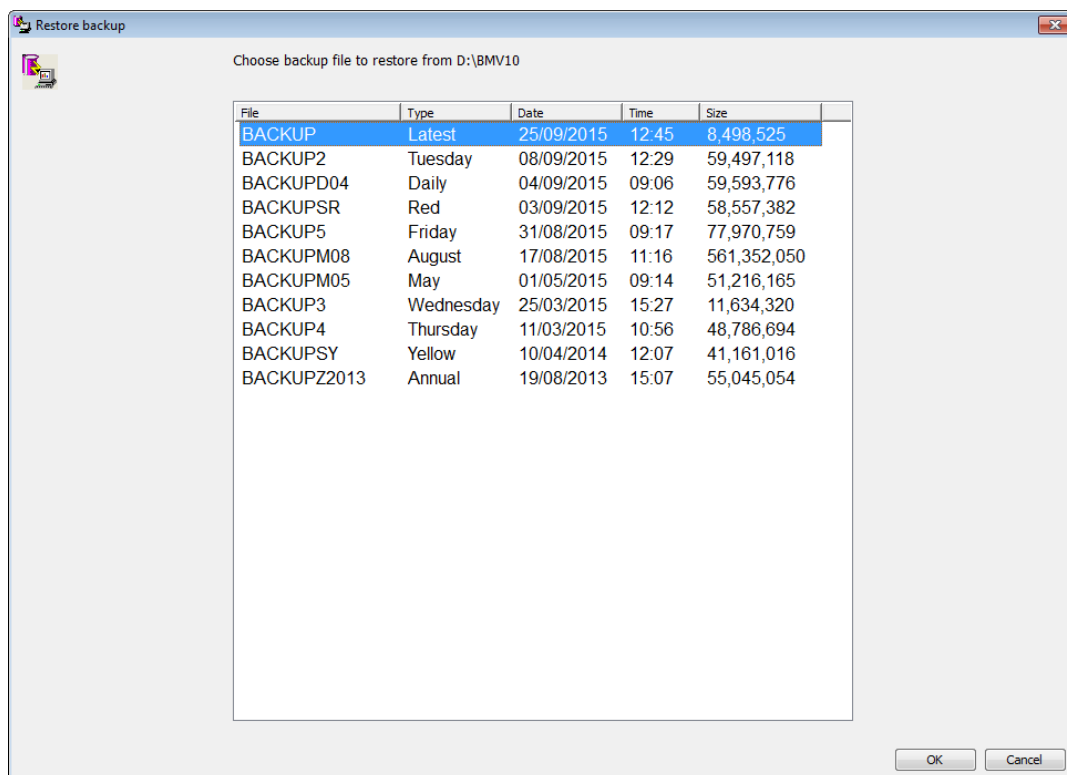 Restore backup
Choose backup file to restore from D:\BMV10
File Type Date Time Size
BACKUP Latest 25/09/2015 12:45 8,498,525
BACKUP2 Tuesday 08/09/2015 12:29 59,497,118
BACKUPD04 Daily 04/09/2015 09:06 59,593,776
BACKUPSR Red 03/09/2015 12:12 58,557,382
BACKUP5 Friday 31/08/2015 09:17 77,970,759
BACKUPM08 August 17/08/2015 11:16 561,352,050
BACKUPM05 May 01/05/2015 09:14 51,216,165
BACKUP3 Wednesday 25/03/2015 15:27 11,634,320
BACKUP4 Thursday 11/03/2015 10:56 48,786,694
BACKUPSY Yellow 10/04/2014 12:07 41,161,016
BACKUPZ2013 Annual 19/08/2013 15:07 55,045,054
OK Cancel